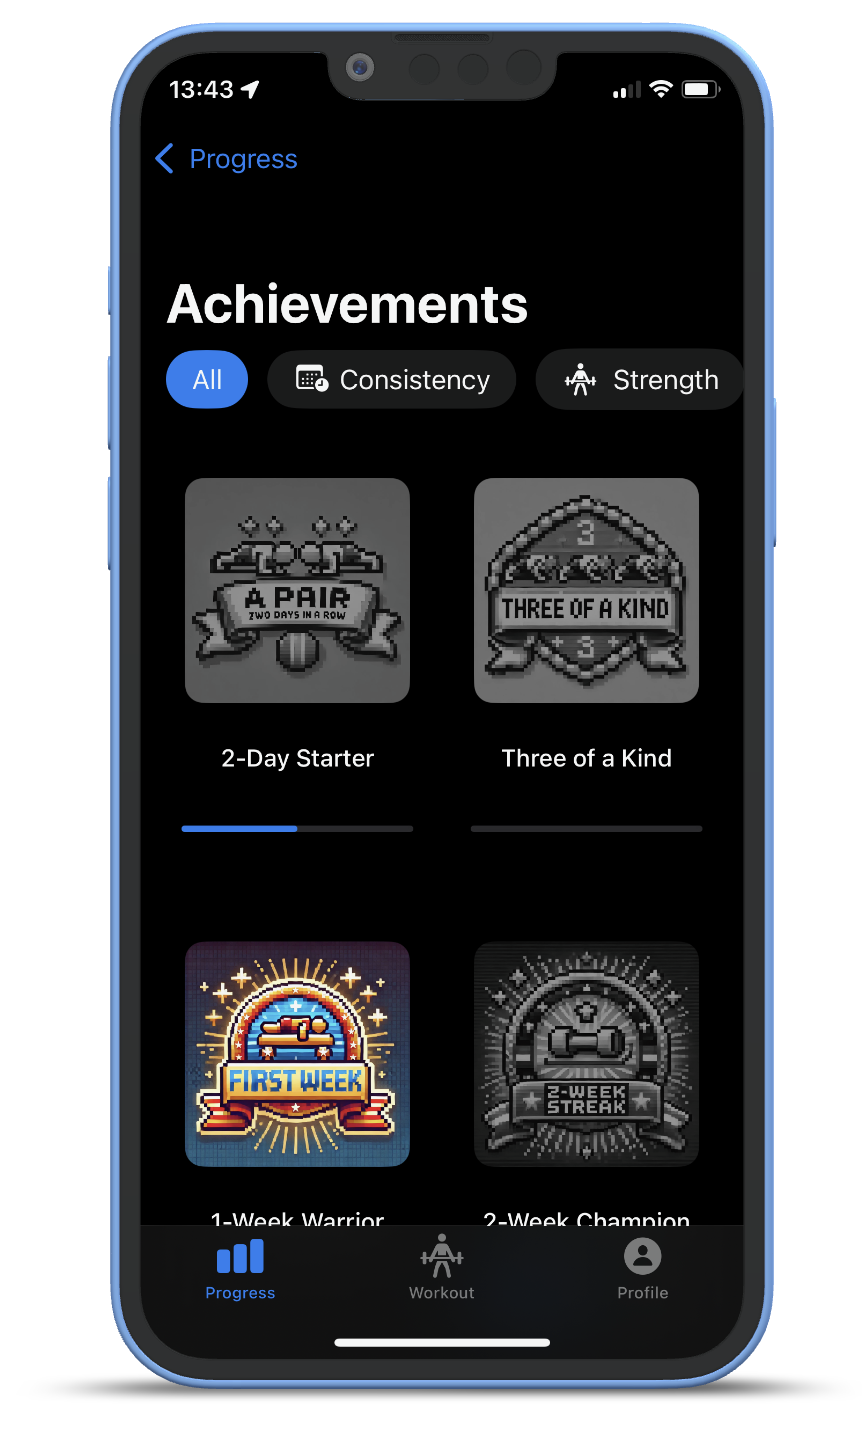 13:43
Progress
Achievements
All
Consistency
Strength
A PAIR
ZWO DAYS IN A ROW
3
THREE OF A KIND
3
2-Day Starter
Three of a Kind
FIRST WEEK
2-WEEK
STREAK
1-Week Warrior
2-Week Champion
Progress
Workout
Profile